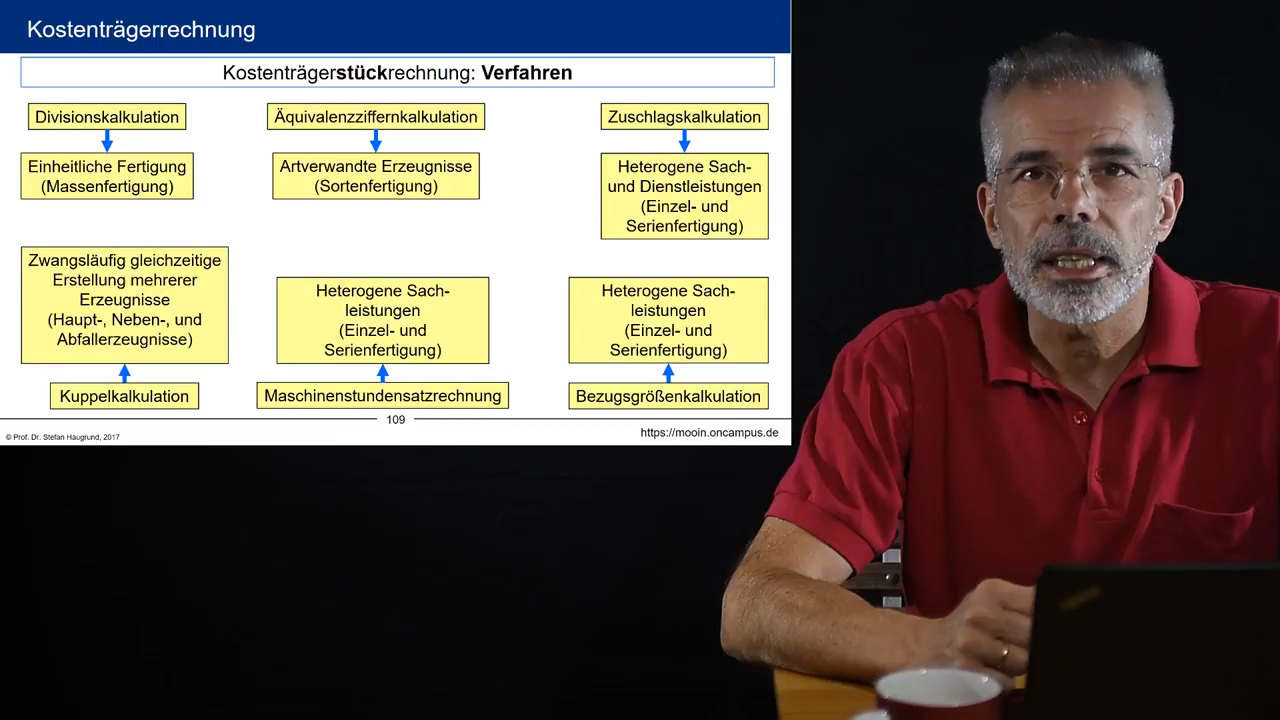 Kostenträgerrechnung
Kostenträgerstückrechnung: Verfahren
Divisionskalkulation
Einheitliche Fertigung
(Massenfertigung)
Äquivalenzziffernkalkulation
Artverwandte Erzeugnisse
(Sortenfertigung)
Zuschlagskalkulation
Heterogene Sach-
und Dienstleistungen
(Einzel- und
Serienfertigung)
Zwangsläufig gleichzeitige
Erstellung mehrerer
Erzeugnisse
(Haupt-, Neben-, und
Abfallerzeugnisse)
Kuppelkalkulation
Heterogene Sach-
leistungen
(Einzel- und
Serienfertigung)
Maschinenstundensatzrechnung
Heterogene Sach-
leistungen
(Einzel- und
Serienfertigung)
Bezugsgrößenkalkulation
109
© Prof. Dr. Stefan Haugrund, 2017
https://mooin.oncampus.de